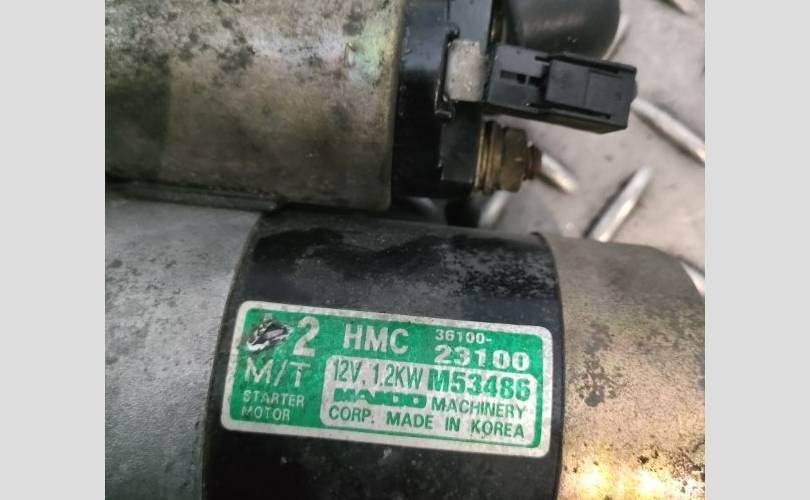 2 HMC 36100-
23100
M/T 12V. 1.2KW M53486
STARTER MANDO MACHINERY
MOTOR CORP. MADE IN KOREA